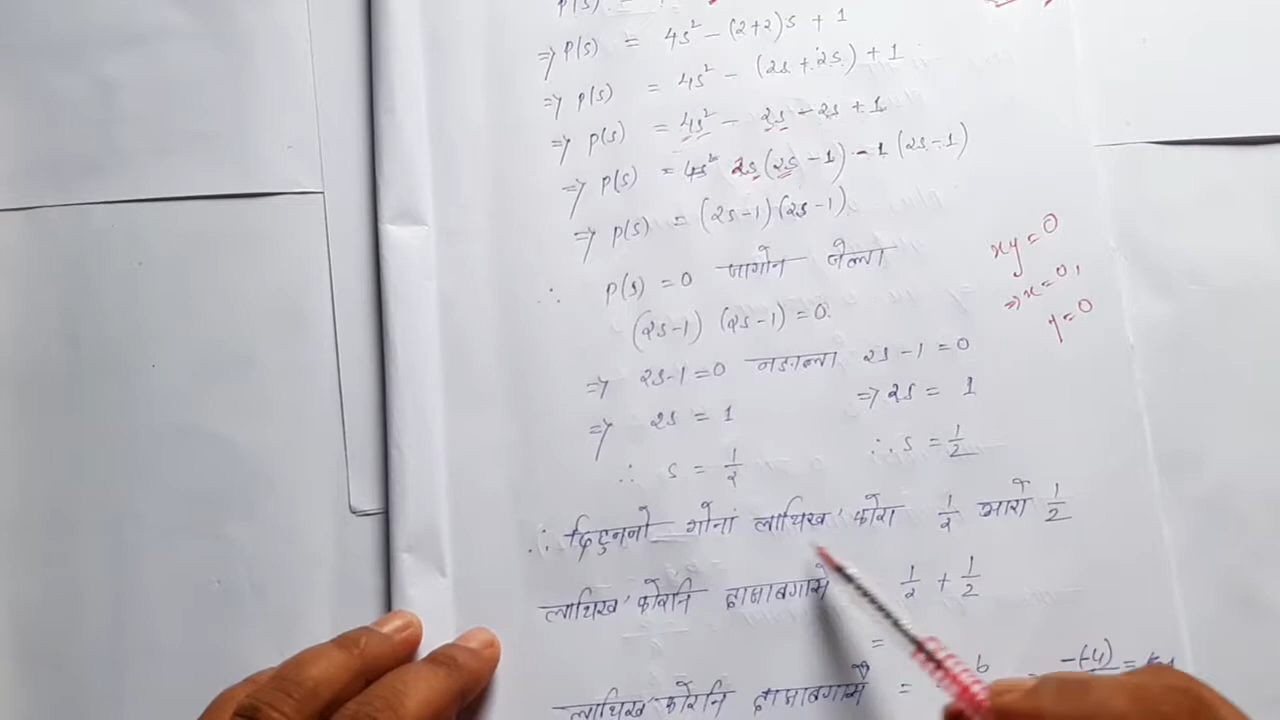 p(s)
⇒ p(s) = 4s² − (2+2)s + 1
⇒ p(s) = 4s² − (2s + 2s) + 1
⇒ p(s) = 4s² − 2s − 2s + 1
⇒ p(s) = 4s² 2s(2s − 1) − 1 (2s − 1)
⇒ p(s) = (2s−1)(2s−1)
∴ p(s) = 0 जागोन जेल्ला
(2s−1) (2s−1) = 0
⇒ 2s−1 = 0 नङाब्ला 2s − 1 = 0
⇒ 2s = 1 ⇒ 2s = 1
∴ s = 1/2 ∴ s = 1/2
xy = 0
⇒ x = 0,
y = 0
∴ दिहुननो गोनां लाथिख' फोरा 1/2 आरो 1/2
लाथिख' फोरनि दाजाबगासै 1/2 + 1/2
=
लाथिख' फोरनि दाजाबगासै = b = −(−4) =